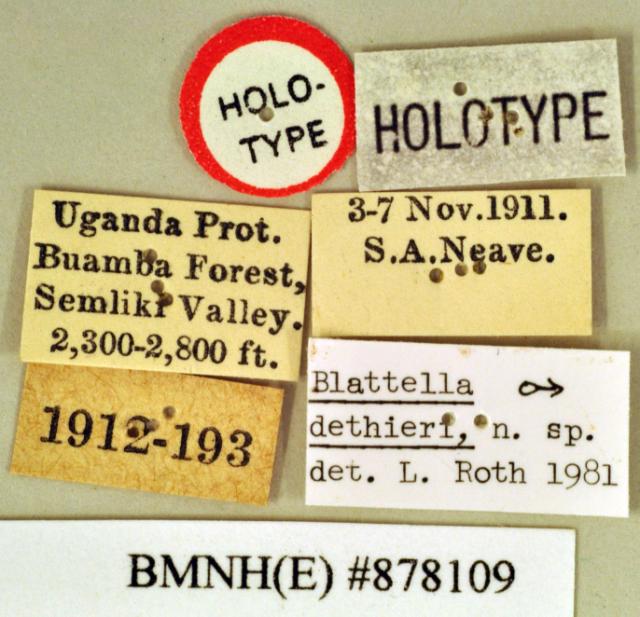 HOLO-
TYPE
HOLOTYPE
Uganda Prot.
Buamba Forest,
Semliki Valley.
2,300-2,800 ft.
3-7 Nov.1911.
S.A.Neave.
1912-193
Blattella ♂
dethieri, n. sp.
det. L. Roth 1981
BMNH(E) #878109